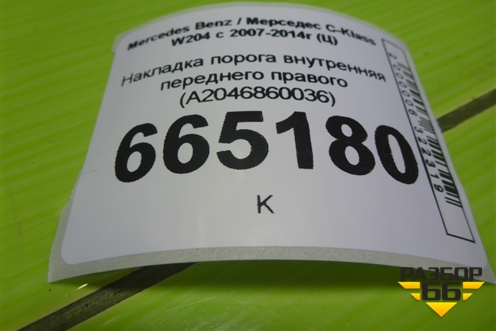 Mercedes Benz / Мерседес C-Klass
W204 с 2007-2014г (Ц)
Накладка порога внутренняя
переднего правого
(A2046860036)
665180
К
РАЗБОР
66